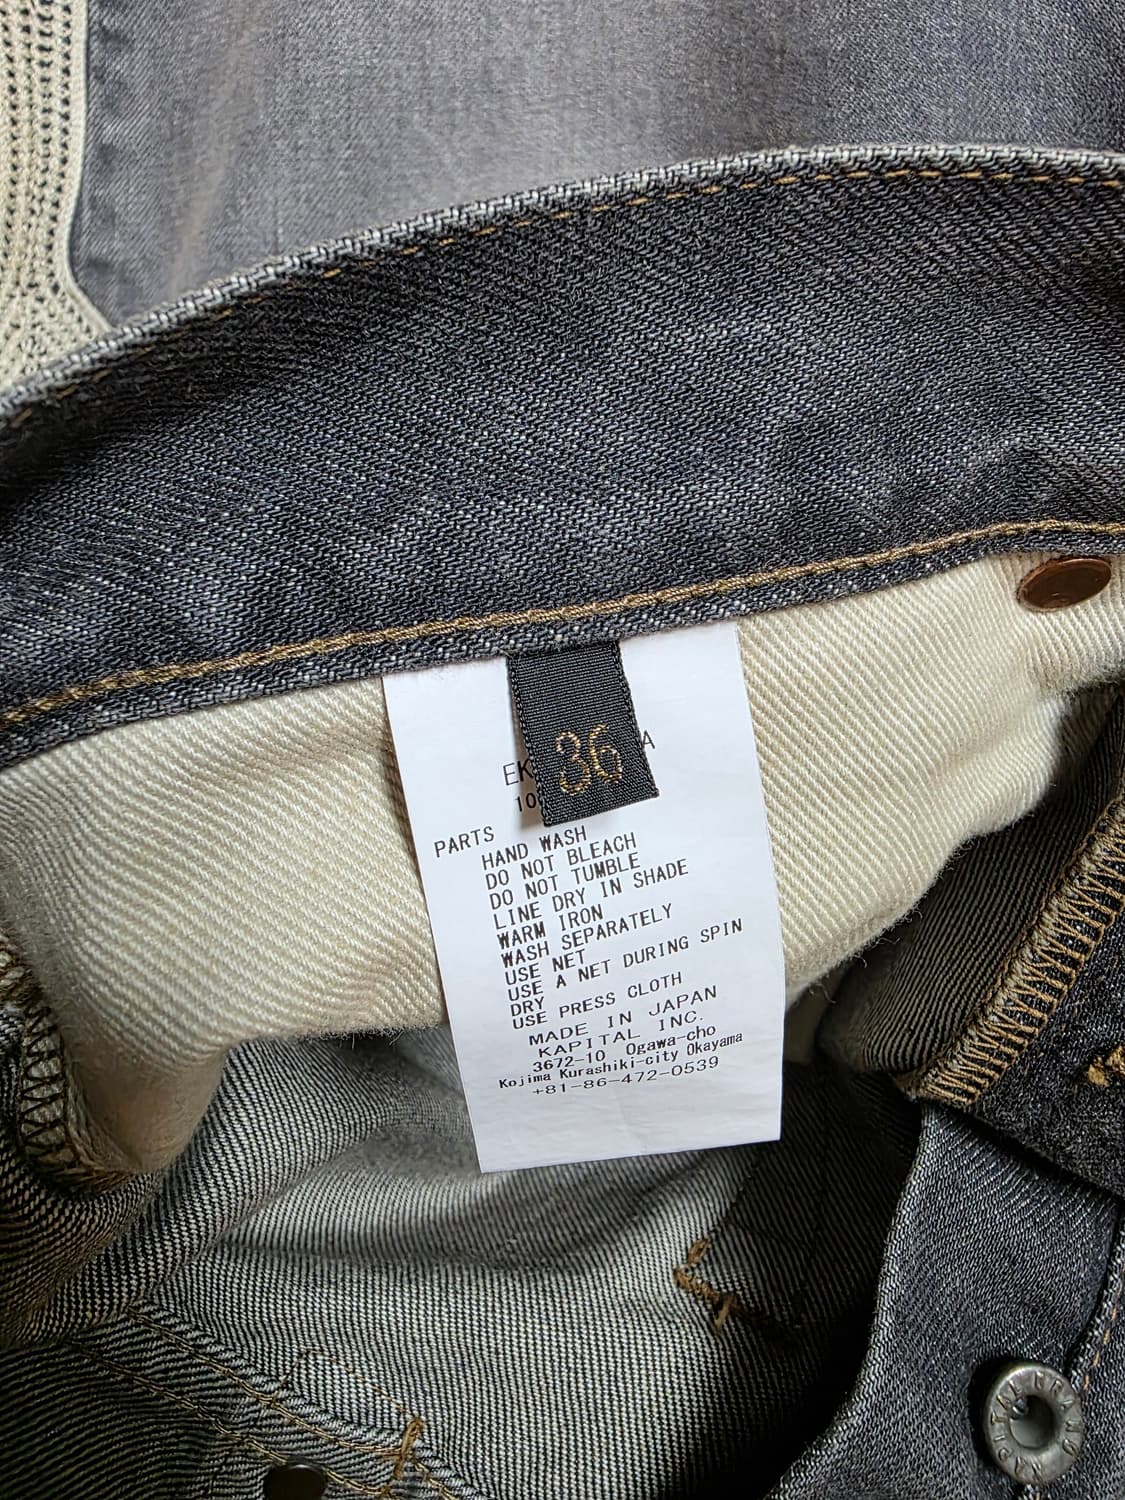 36
PARTS
HAND WASH
DO NOT BLEACH
DO NOT TUMBLE
LINE DRY IN SHADE
WARM IRON
WASH SEPARATELY
USE NET
USE A NET DURING SPIN
DRY
USE PRESS CLOTH
MADE IN JAPAN
KAPITAL INC.
3672-10 Ogawa-cho
Kojima Kurashiki-city Okayama
+81-86-472-0539
KAPITAL BRAND